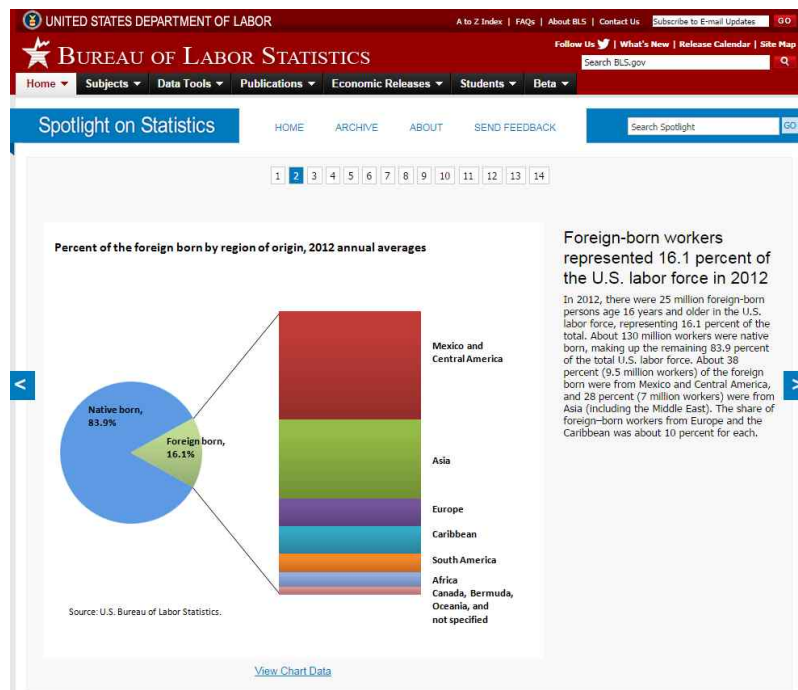 UNITED STATES DEPARTMENT OF LABOR
A to Z Index | FAQs | About BLS | Contact Us
Subscribe to E-mail Updates
GO
BUREAU OF LABOR STATISTICS
Follow Us | What's New | Release Calendar | Site Map
Search BLS.gov
Home Subjects Data Tools Publications Economic Releases Students Beta
Spotlight on Statistics
HOME ARCHIVE ABOUT SEND FEEDBACK
Search Spotlight
GO
1 2 3 4 5 6 7 8 9 10 11 12 13 14
Percent of the foreign born by region of origin, 2012 annual averages
Native born,
83.9%
Foreign born,
16.1%
Mexico and
Central America
Asia
Europe
Caribbean
South America
Africa
Canada, Bermuda,
Oceania, and
not specified
Source: U.S. Bureau of Labor Statistics.
View Chart Data
Foreign-born workers
represented 16.1 percent of
the U.S. labor force in 2012
In 2012, there were 25 million foreign-born
persons age 16 years and older in the U.S.
labor force, representing 16.1 percent of the
total. About 130 million workers were native
born, making up the remaining 83.9 percent
of the total U.S. labor force. About 38
percent (9.5 million workers) of the foreign
born were from Mexico and Central America,
and 28 percent (7 million workers) were from
Asia (including the Middle East). The share of
foreign–born workers from Europe and the
Caribbean was about 10 percent for each.